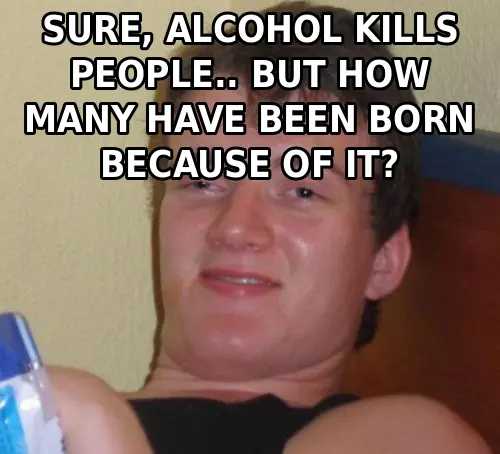 SURE, ALCOHOL KILLS
PEOPLE.. BUT HOW
MANY HAVE BEEN BORN
BECAUSE OF IT?